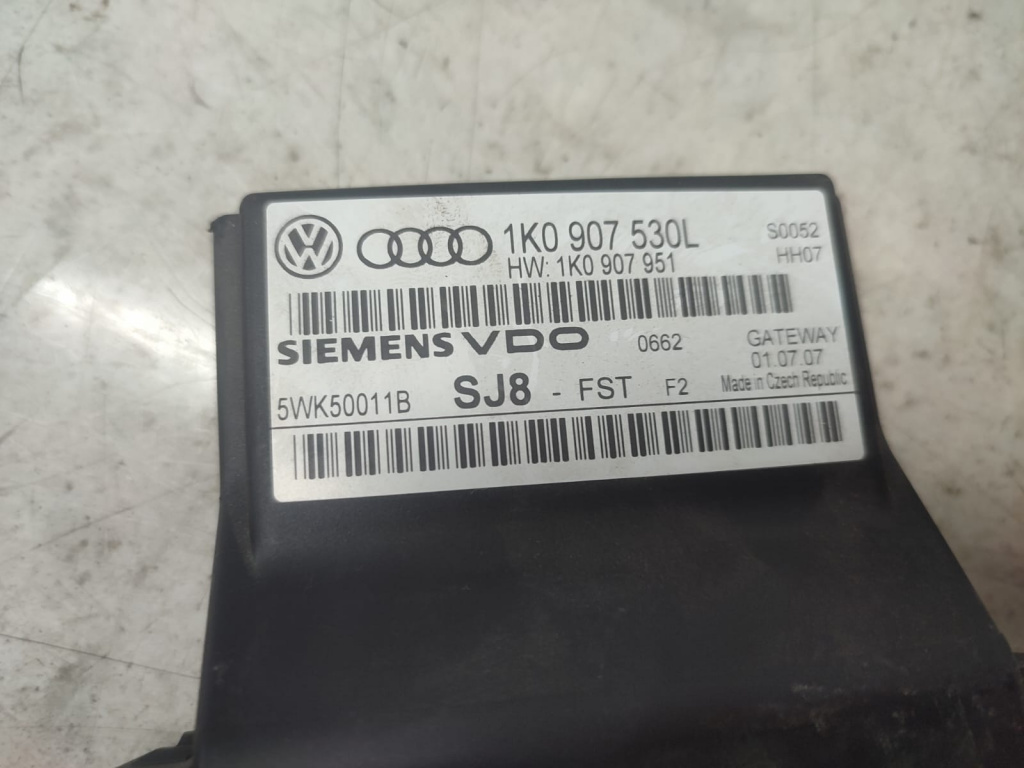 1K0 907 530L S0052
HW: 1K0 907 951 HH07
SIEMENS VDO 0662 GATEWAY
01.07.07
5WK50011B SJ8 - FST F2 Made in Czech Republic